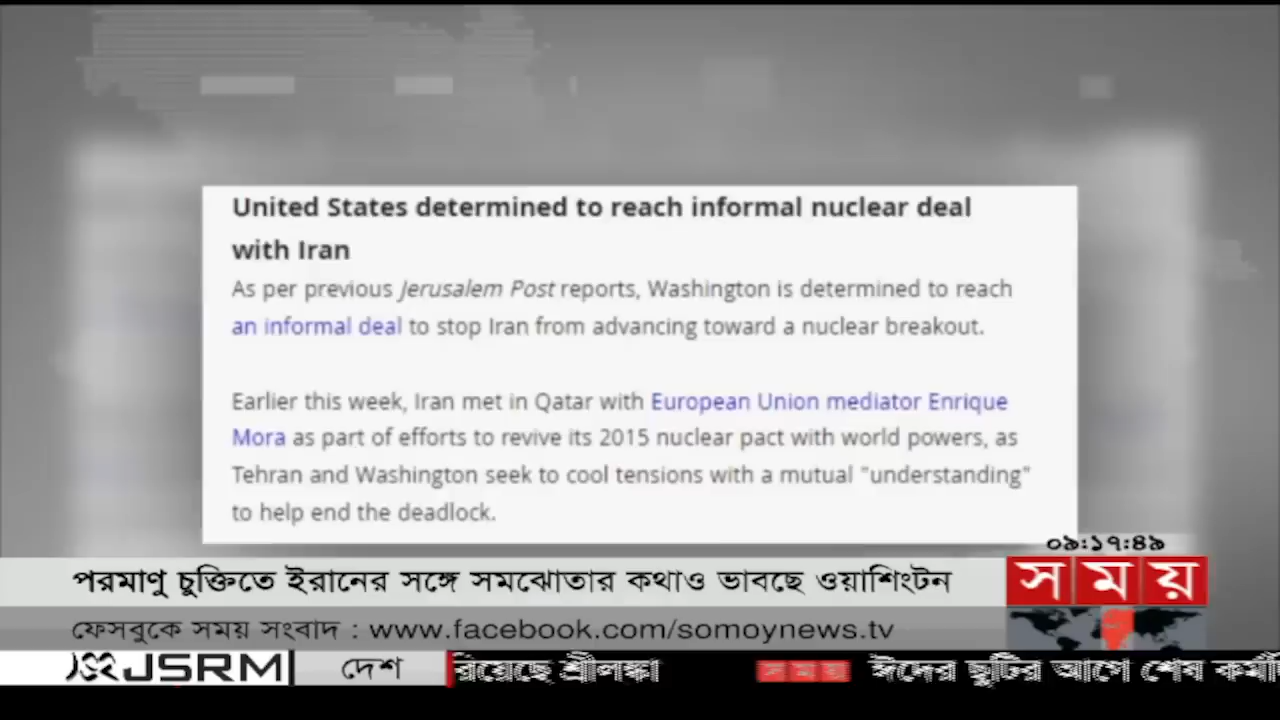 United States determined to reach informal nuclear deal
with Iran
As per previous Jerusalem Post reports, Washington is determined to reach
an informal deal to stop Iran from advancing toward a nuclear breakout.
Earlier this week, Iran met in Qatar with European Union mediator Enrique
Mora as part of efforts to revive its 2015 nuclear pact with world powers, as
Tehran and Washington seek to cool tensions with a mutual "understanding"
to help end the deadlock.
০৯:১৭:৪৯
পরমাণু চুক্তিতে ইরানের সঙ্গে সমঝোতার কথাও ভাবছে ওয়াশিংটন
সময়
ফেসবুকে সময় সংবাদ : www.facebook.com/somoynews.tv
JSRM দেশ রিয়েছে শ্রীলঙ্কা সময় ঈদের ছুটির আগে শেষ